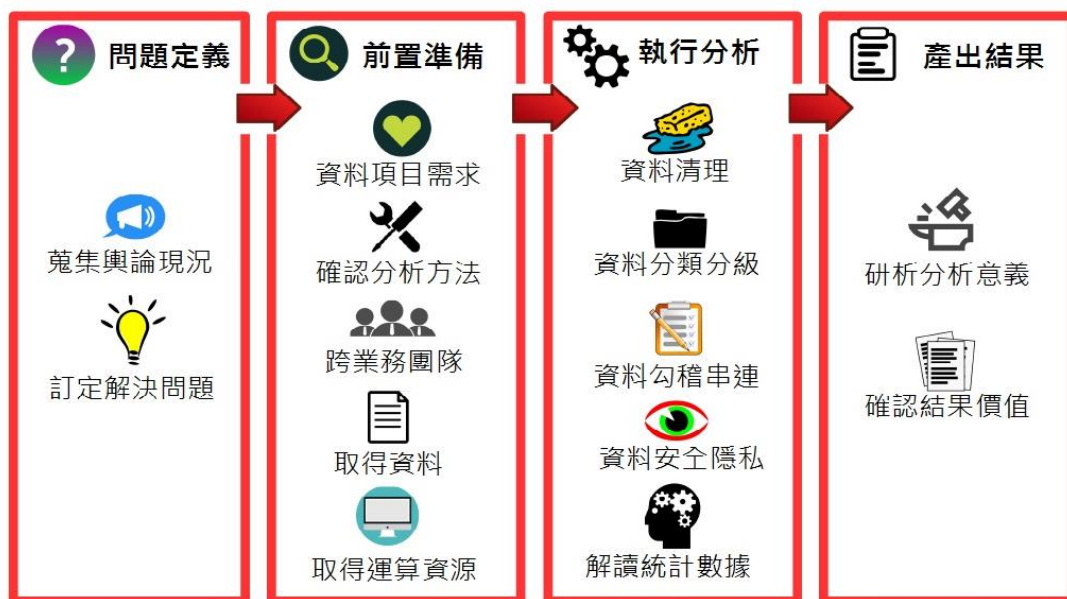 ?
問題定義
蒐集輿論現況
訂定解決問題
前置準備
資料項目需求
確認分析方法
跨業務團隊
取得資料
取得運算資源
執行分析
資料清理
資料分類分級
資料勾稽串連
資料安全隱私
解讀統計數據
產出結果
研析分析意義
確認結果價值